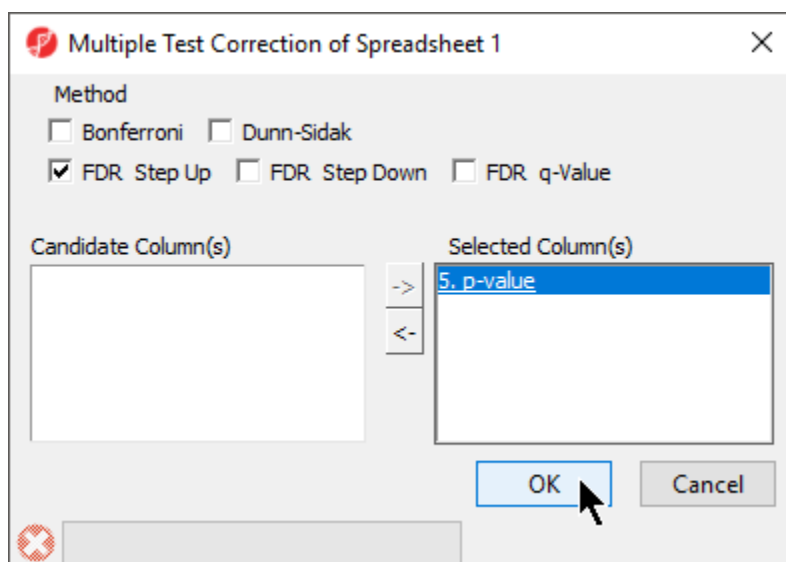 Multiple Test Correction of Spreadsheet 1
Method
Bonferroni Dunn-Sidak
FDR Step Up FDR Step Down FDR q-Value
Candidate Column(s) Selected Column(s)
-> 5. p-value
<-
OK Cancel